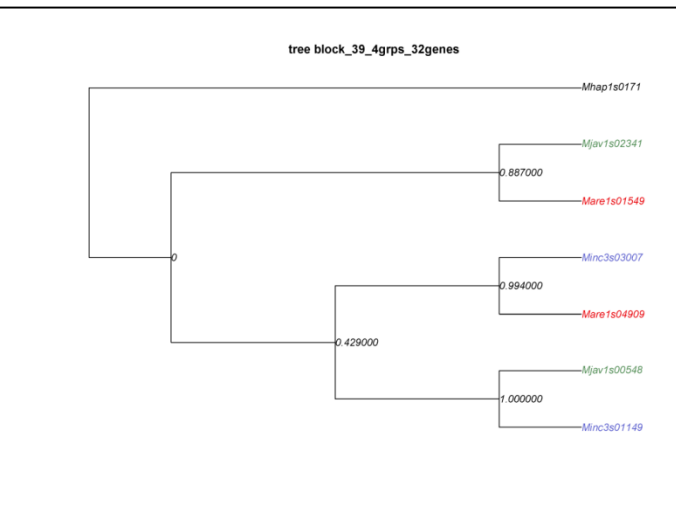 tree block_39_4grps_32genes
Mhap1s0171
Mjav1s02341
0.887000
Mare1s01549
0
Minc3s03007
0.994000
Mare1s04909
0.429000
Mjav1s00548
1.000000
Minc3s01149